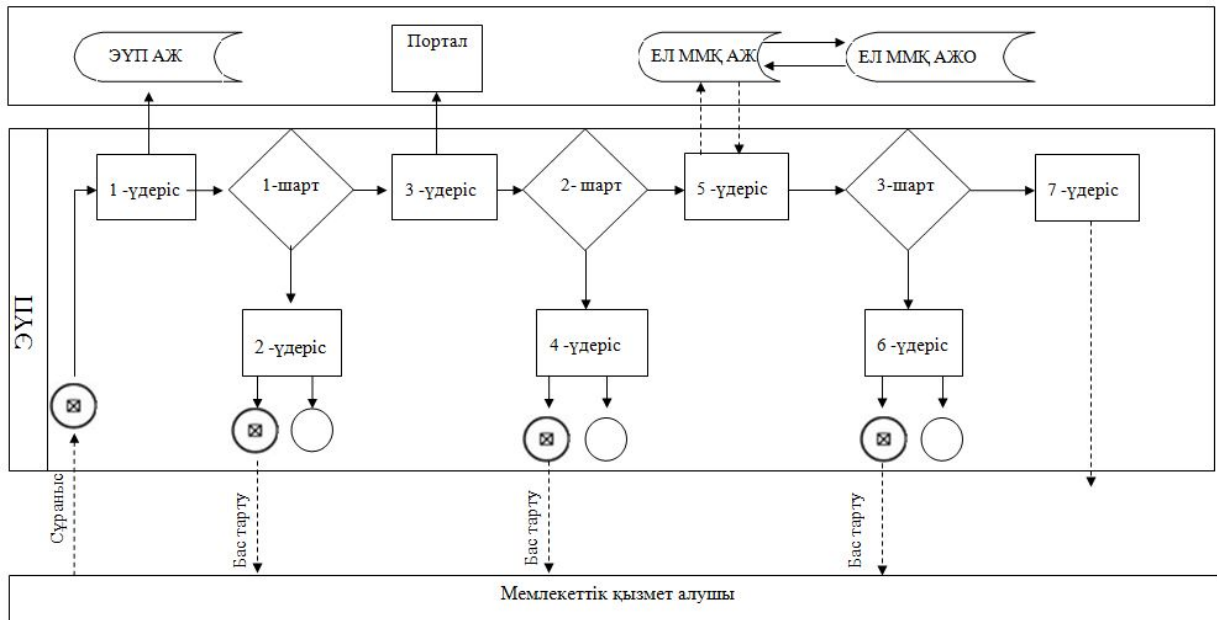 ЭҮП АЖ
Портал
ЕЛ ММҚ АЖ
ЕЛ ММҚ АЖО
1 -үдеріс
1-шарт
3 -үдеріс
2- шарт
5 -үдеріс
3-шарт
7 -үдеріс
ЭҮП
2 -үдеріс
4 -үдеріс
6 -үдеріс
Сұраныс
Бас тарту
Бас тарту
Бас тарту
Мемлекеттік қызмет алушы